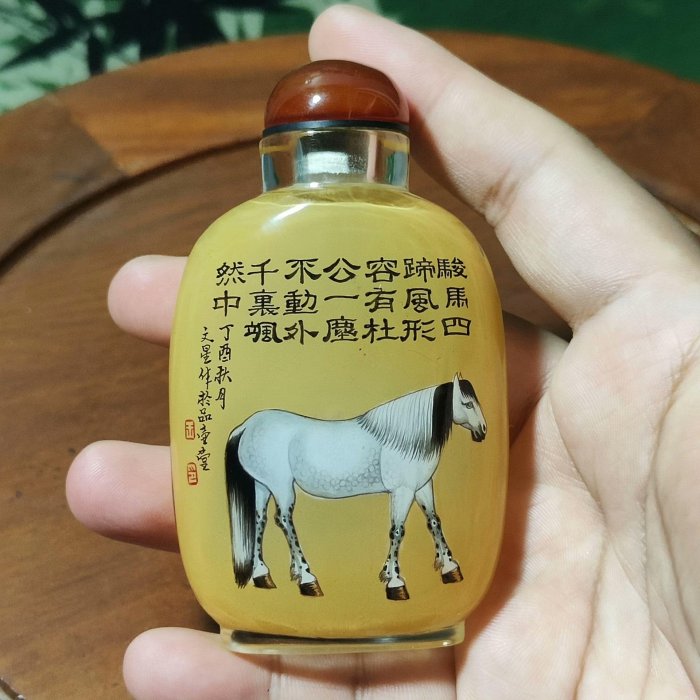 駿馬四
蹄風形
容有杜
公一塵
不動外
千裏颯
然中
丁酉秋月
文星作於品壺堂